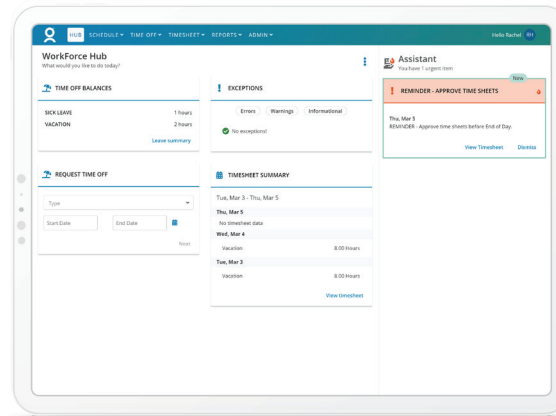 HUB SCHEDULE TIME OFF TIMESHEET REPORTS ADMIN Hello Rachel RH
WorkForce Hub
What would you like to do today?
Assistant
You have 1 urgent item
TIME OFF BALANCES
SICK LEAVE 1 hours
VACATION 2 hours
Leave summary
EXCEPTIONS
Errors Warnings Informational
No exceptions!
New
REMINDER - APPROVE TIME SHEETS
Thu, Mar 5
REMINDER - Approve time sheets before End of Day.
View Timesheet Dismiss
REQUEST TIME OFF
Type
Start Date End Date
Next
TIMESHEET SUMMARY
Tue, Mar 3 - Thu, Mar 5
Thu, Mar 5
No timesheet data
Wed, Mar 4
Vacation 8.00 Hours
Tue, Mar 3
Vacation 8.00 Hours
View timesheet